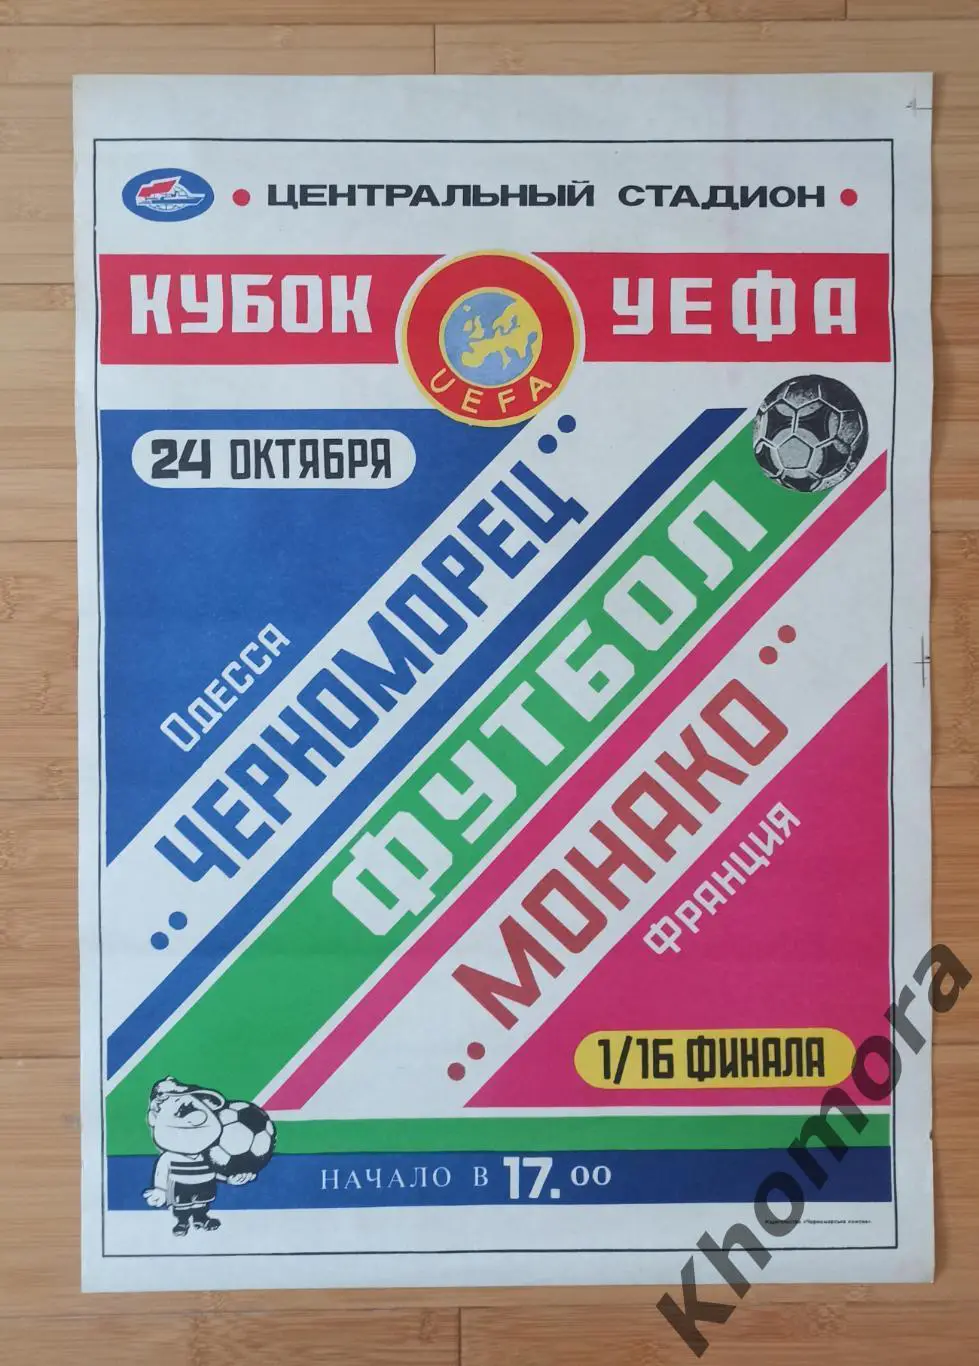 • ЦЕНТРАЛЬНЫЙ СТАДИОН •
КУБОК УЕФА
UEFA
24 ОКТЯБРЯ
ОДЕССА
"ЧЕРНОМОРЕЦ"
ФУТБОЛ
"МОНАКО"
ФРАНЦИЯ
1/16 ФИНАЛА
НАЧАЛО В 17.00
Khomora